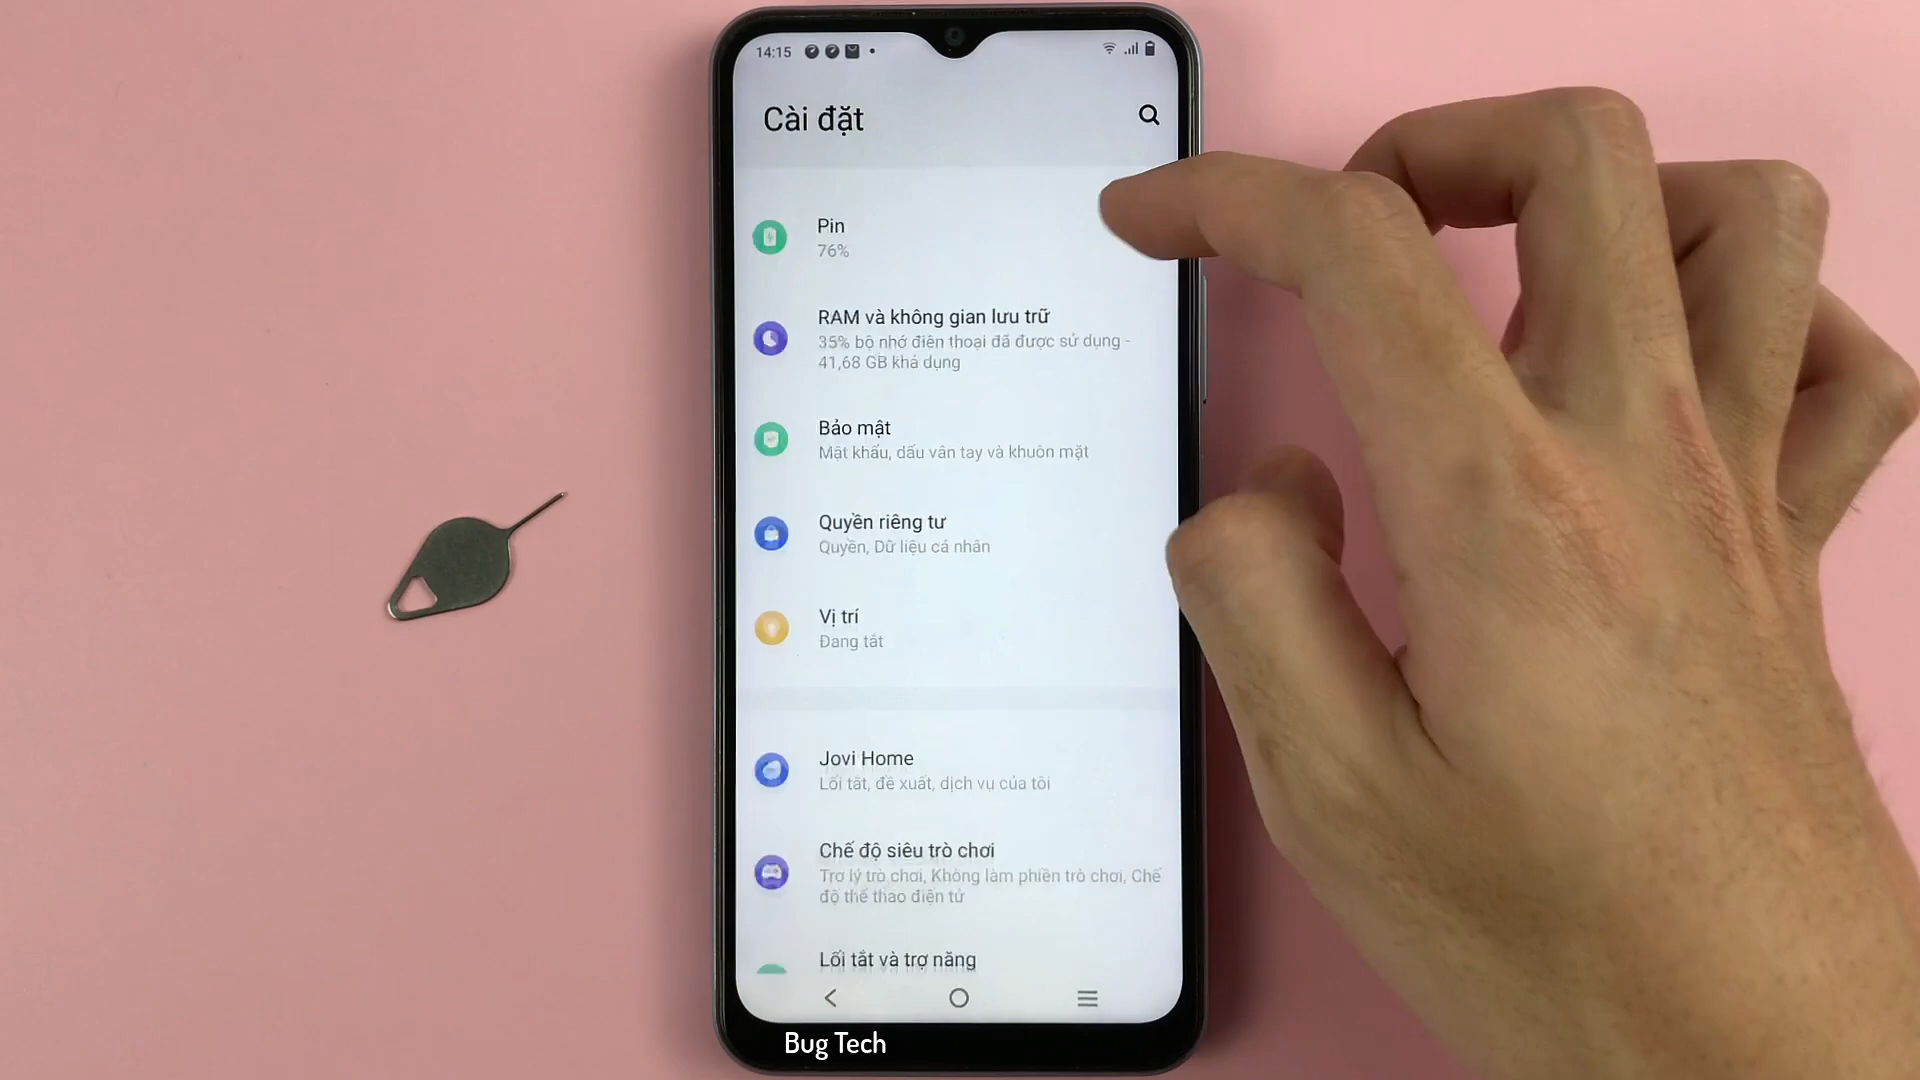 14:15
Cài đặt
Pin
76%
RAM và không gian lưu trữ
35% bộ nhớ điện thoại đã được sử dụng -
41,68 GB khả dụng
Bảo mật
Mật khẩu, dấu vân tay và khuôn mặt
Quyền riêng tư
Quyền, Dữ liệu cá nhân
Vị trí
Đang tắt
Jovi Home
Lối tắt, đề xuất, dịch vụ của tôi
Chế độ siêu trò chơi
Trợ lý trò chơi, Không làm phiền trò chơi, Chế
độ thể thao điện tử
Lối tắt và trợ năng
Bug Tech